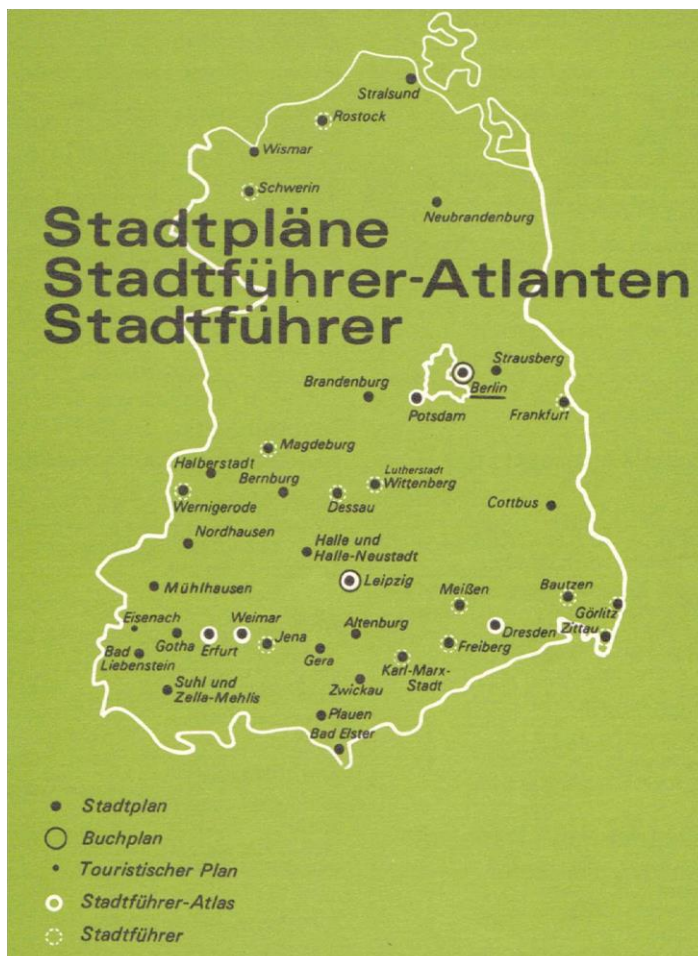 Stralsund
Rostock
Wismar
Schwerin
Neubrandenburg
Stadtpläne
Stadtführer-Atlanten
Stadtführer
Strausberg
Brandenburg
Berlin
Potsdam
Frankfurt
Magdeburg
Halberstadt
Bernburg
Lutherstadt
Wittenberg
Wernigerode
Dessau
Cottbus
Nordhausen
Halle und
Halle-Neustadt
Leipzig
Mühlhausen
Meißen
Bautzen
Görlitz
Eisenach
Weimar
Altenburg
Dresden
Zittau
Gotha
Erfurt
Jena
Freiberg
Bad
Liebenstein
Gera
Karl-Marx-
Stadt
Suhl und
Zella-Mehlis
Zwickau
Plauen
Bad Elster
Stadtplan
Buchplan
Touristischer Plan
Stadtführer-Atlas
Stadtführer